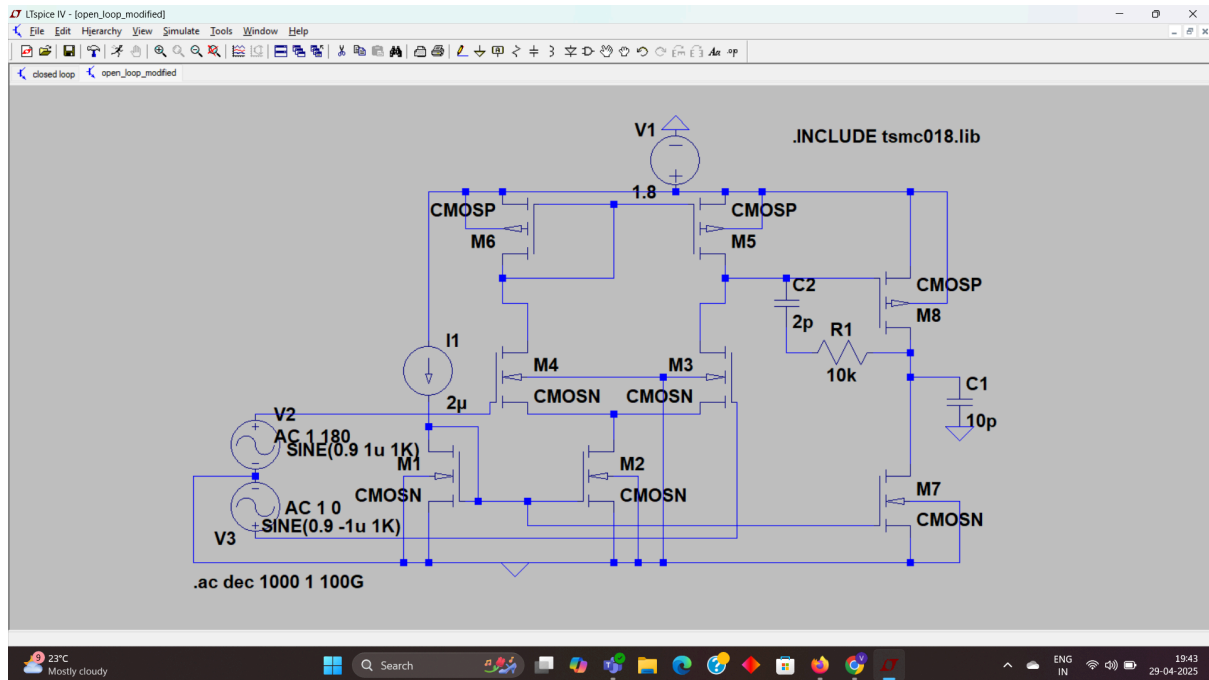 LTspice IV - [open_loop_modified]
File Edit Hierarchy View Simulate Tools Window Help
closed loop open_loop_modified
V1
.INCLUDE tsmc018.lib
1.8
CMOSP
CMOSP
M6
M5
C2
CMOSP
2p
M8
R1
I1
M4
M3
10k
C1
CMOSN
CMOSN
2µ
10p
V2
AC 1 180
SINE(0.9 1u 1K)
M1
M2
CMOSN
CMOSN
M7
AC 1 0
CMOSN
SINE(0.9 -1u 1K)
V3
.ac dec 1000 1 100G
9
23°C
Mostly cloudy
Search
ENG
IN
19:43
29-04-2025